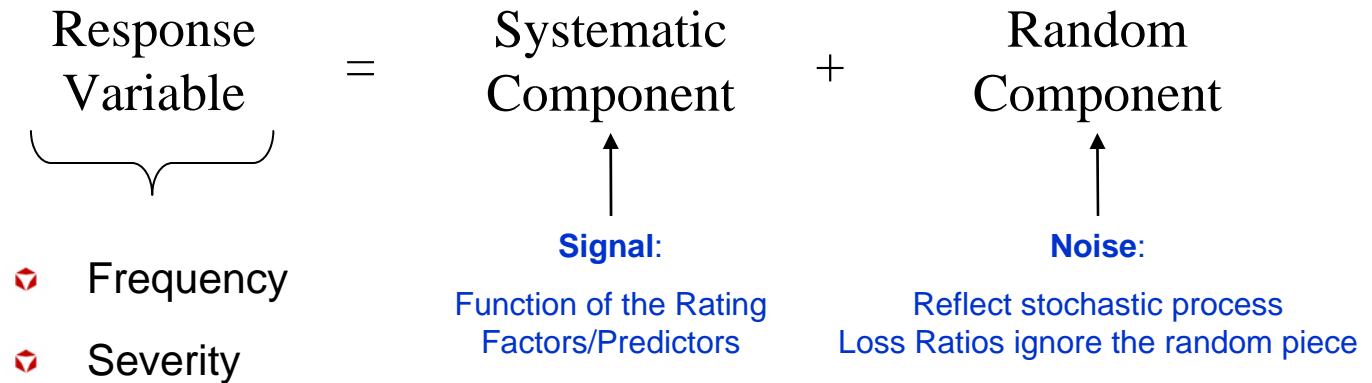 Response
Variable
=
Systematic
Component
+
Random
Component
Frequency
Severity
Signal:
Function of the Rating
Factors/Predictors
Noise:
Reflect stochastic process
Loss Ratios ignore the random piece